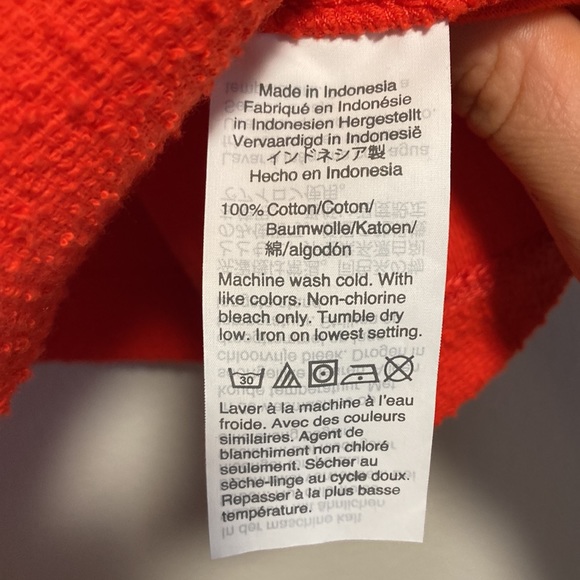 Made in Indonesia
Fabriqué en Indonésie
in Indonesien Hergestellt
Vervaardigd in Indonesië
インドネシア製
Hecho en Indonesia
100% Cotton/Coton/
Baumwolle/Katoen/
綿/algodón
Machine wash cold. With
like colors. Non-chlorine
bleach only. Tumble dry
low. Iron on lowest setting.
30
Laver à la machine à l'eau
froide. Avec des couleurs
similaires. Agent de
blanchiment non chloré
seulement. Sécher au
sèche-linge au cycle doux.
Repasser à la plus basse
température.